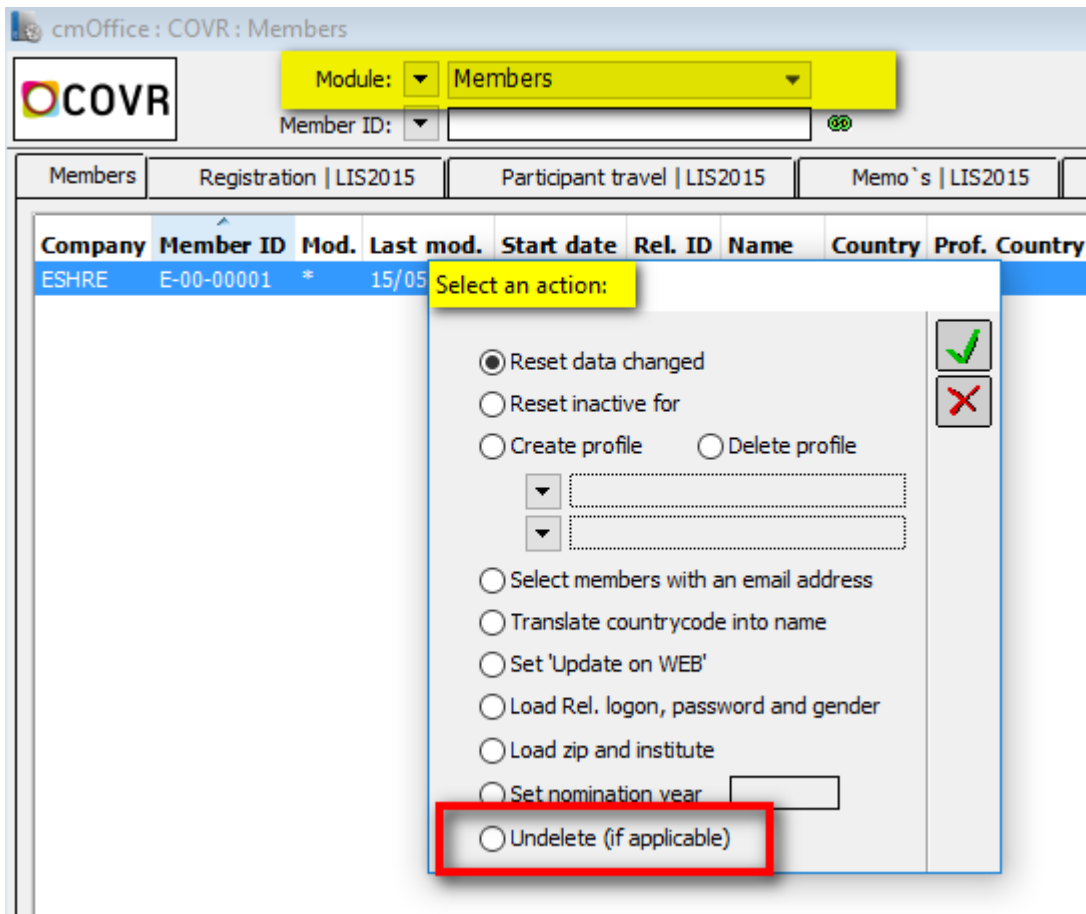 cmOffice : COVR : Members
COVR
Module: Members
Member ID:
Members Registration | LIS2015 Participant travel | LIS2015 Memo`s | LIS2015
Company Member ID Mod. Last mod. Start date Rel. ID Name Country Prof. Country
ESHRE E-00-00001 * 15/05
Select an action:
Reset data changed
Reset inactive for
Create profile Delete profile
Select members with an email address
Translate countrycode into name
Set 'Update on WEB'
Load Rel. logon, password and gender
Load zip and institute
Set nomination year
Undelete (if applicable)